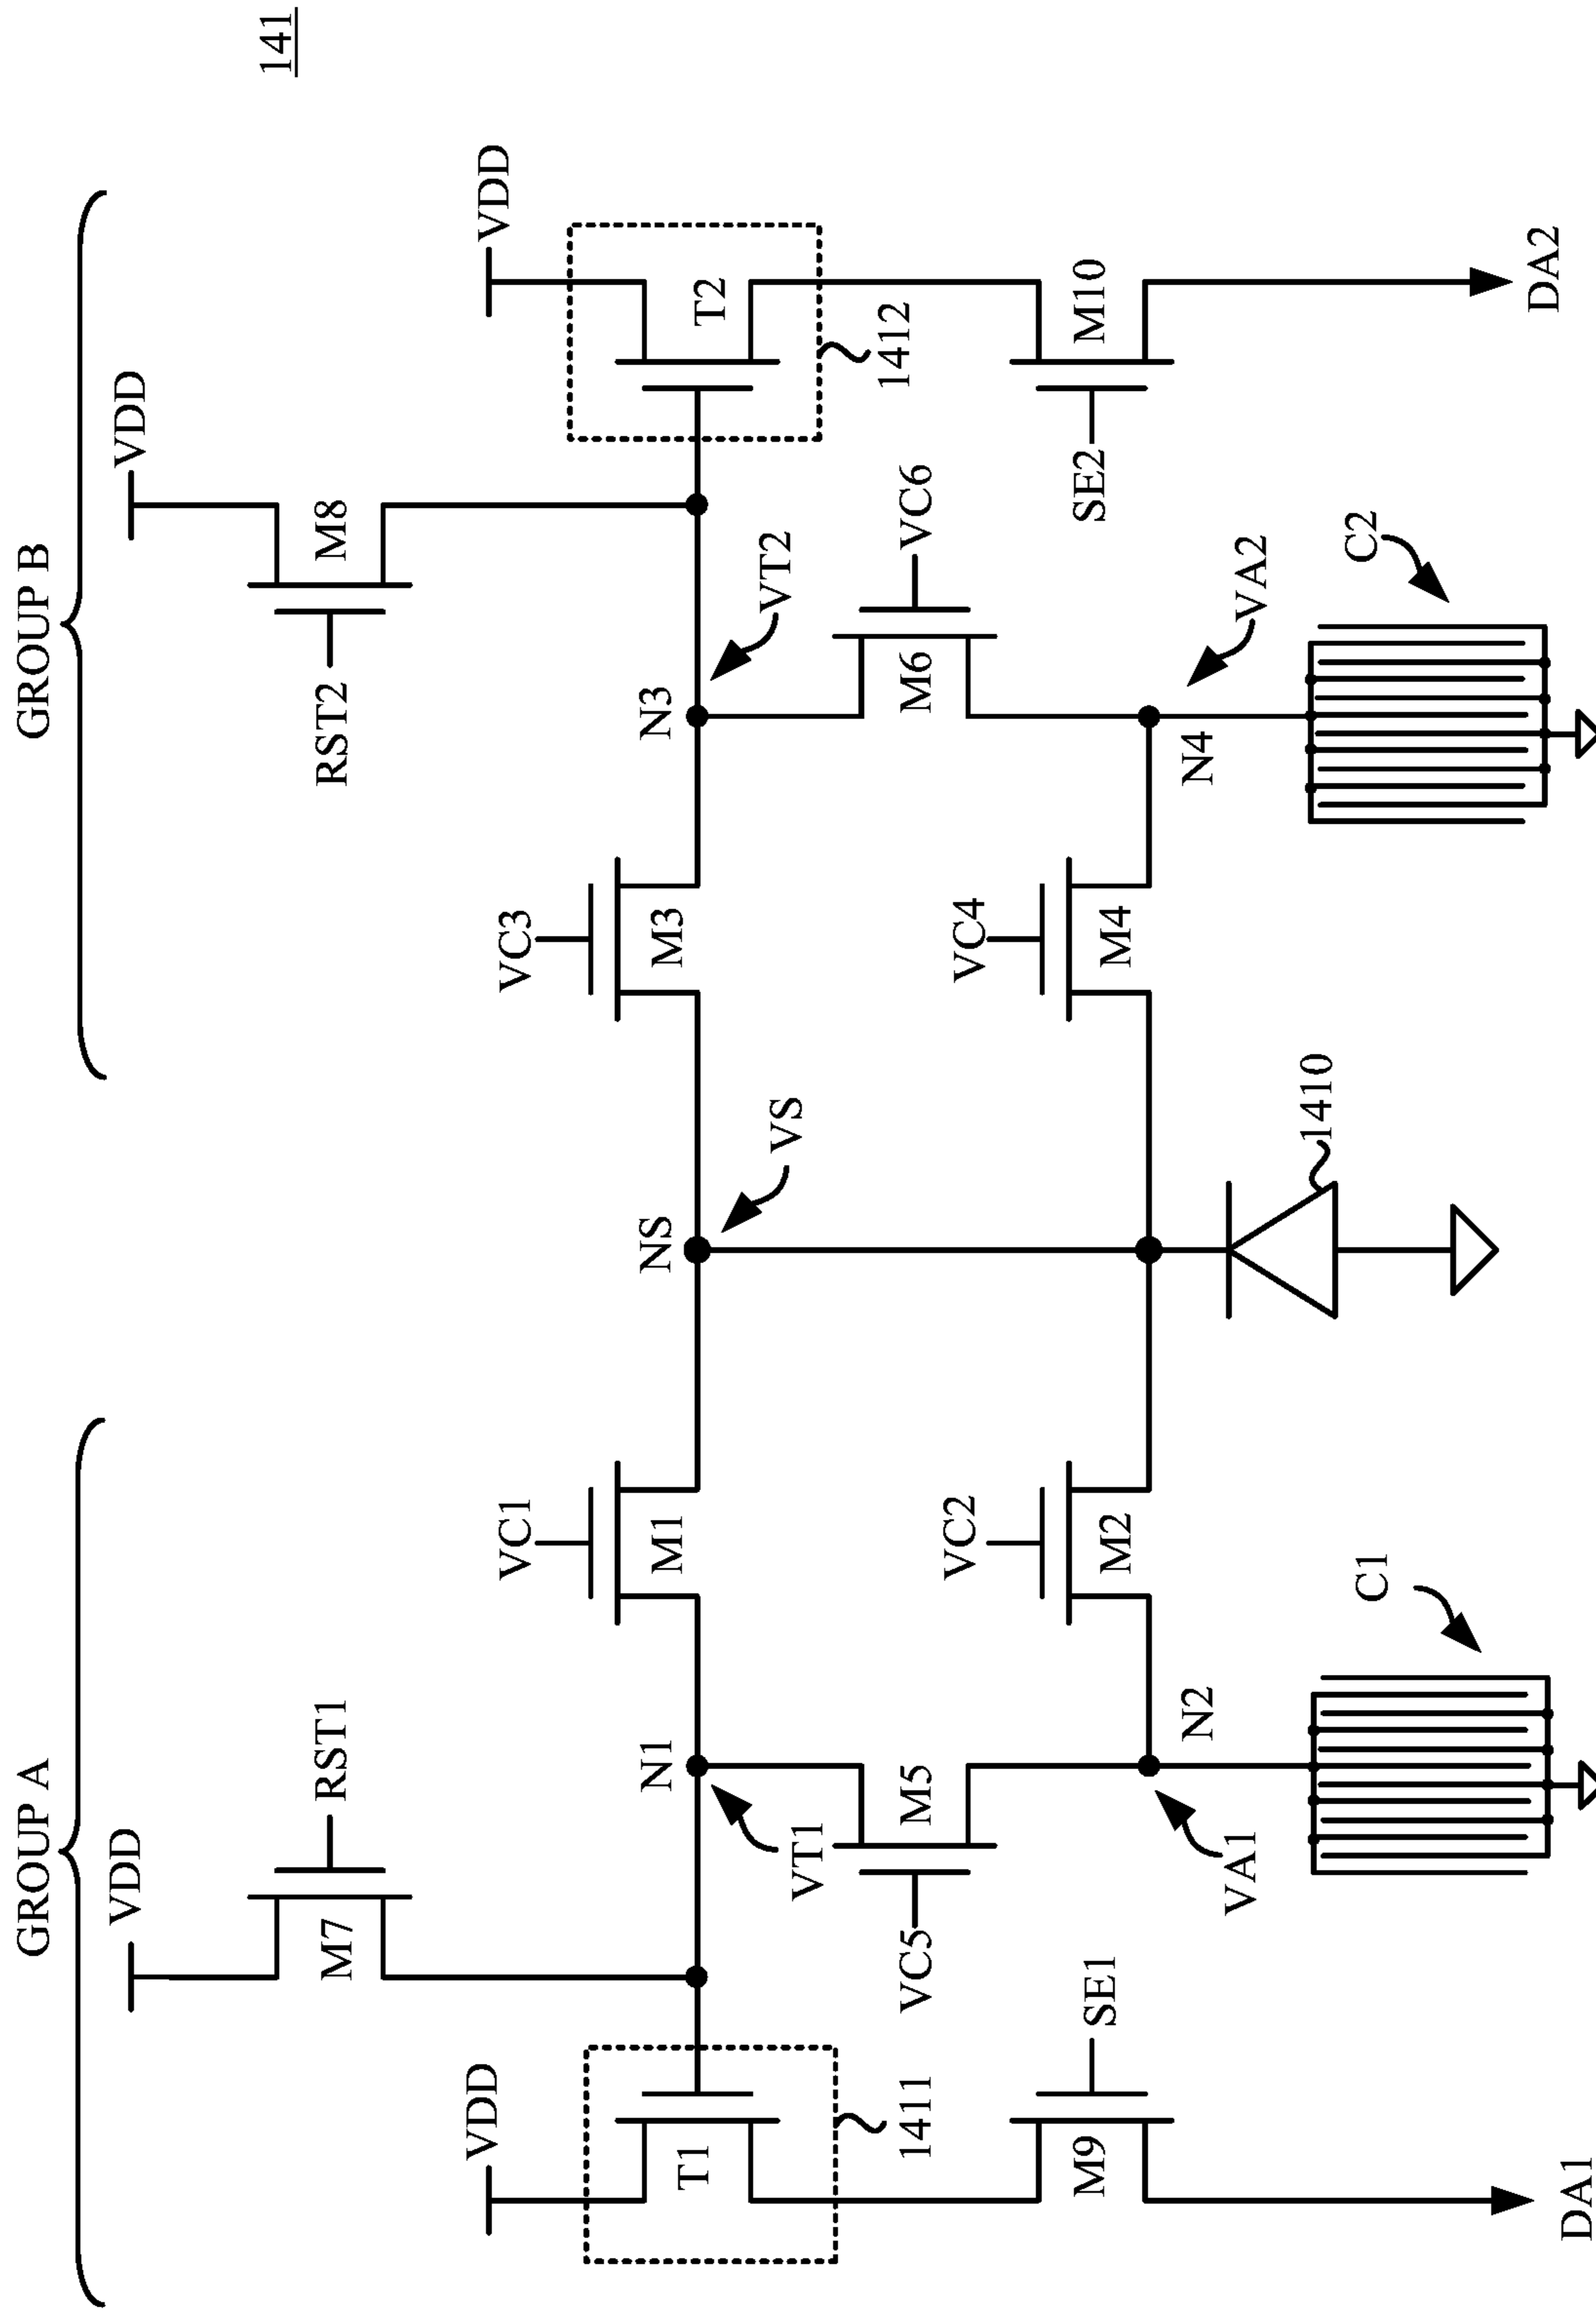 141
GROUP A
GROUP B
VDD
VDD
M7
RST1
RST2
M8
VDD
VDD
T1
VC1
VC3
T2
N1
M1
NS
M3
N3
1411
VT1
VS
VT2
1412
VC5
M5
VC2
VC4
M6
VC6
M9
SE1
M2
M4
SE2
M10
VA1
N2
N4
VA2
C1
1410
C2
DA1
DA2